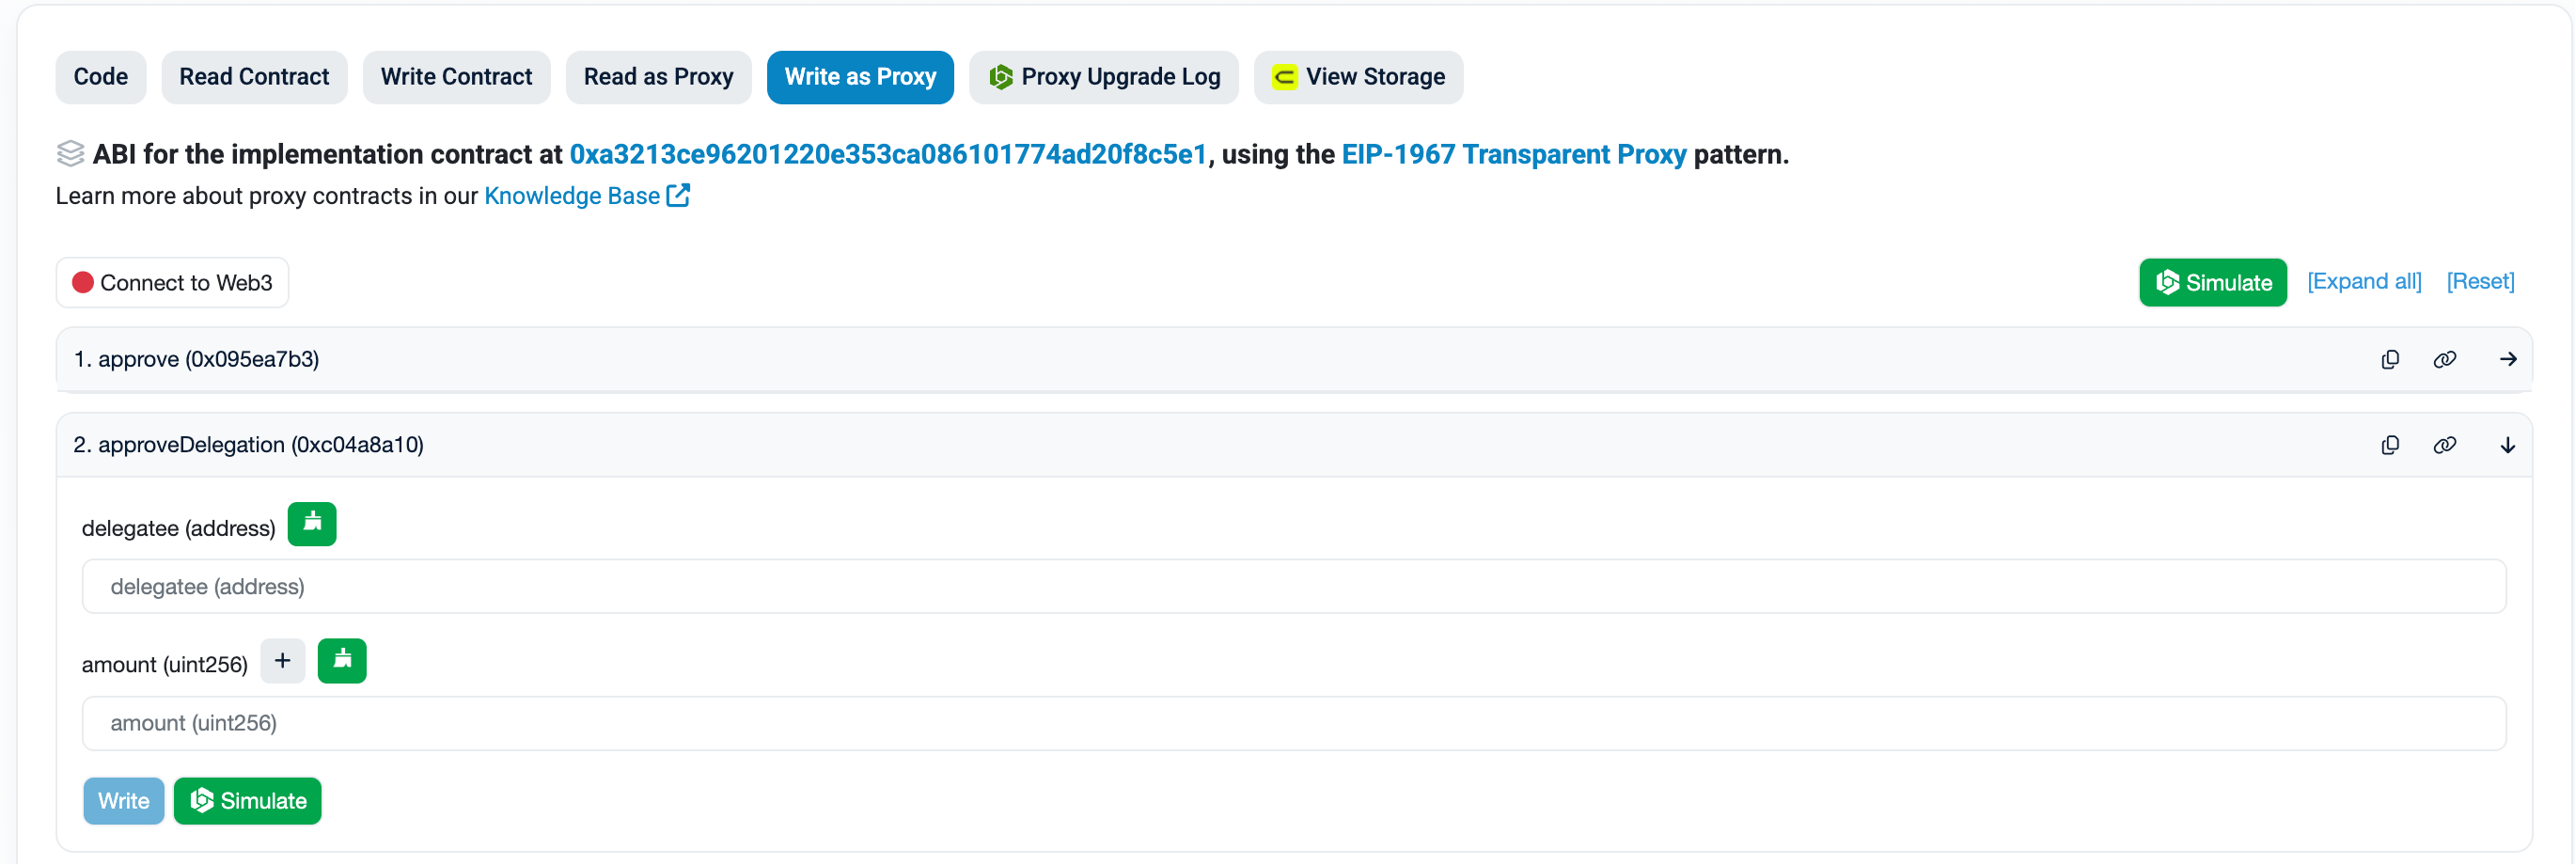 Code Read Contract Write Contract Read as Proxy Write as Proxy Proxy Upgrade Log View Storage
ABI for the implementation contract at 0xa3213ce96201220e353ca086101774ad20f8c5e1, using the EIP-1967 Transparent Proxy pattern.
Learn more about proxy contracts in our Knowledge Base
Connect to Web3 Simulate [Expand all] [Reset]
1. approve (0x095ea7b3)
2. approveDelegation (0xc04a8a10)
delegatee (address)
delegatee (address)
amount (uint256) +
amount (uint256)
Write Simulate